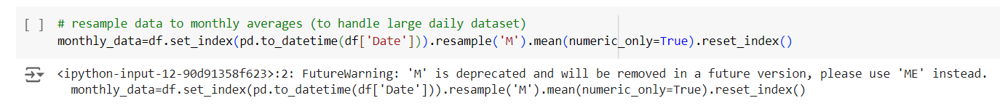 [ ] # resample data to monthly averages (to handle large daily dataset)
monthly_data=df.set_index(pd.to_datetime(df['Date'])).resample('M').mean(numeric_only=True).reset_index()
<ipython-input-12-90d91358f623>:2: FutureWarning: 'M' is deprecated and will be removed in a future version, please use 'ME' instead.
  monthly_data=df.set_index(pd.to_datetime(df['Date'])).resample('M').mean(numeric_only=True).reset_index()